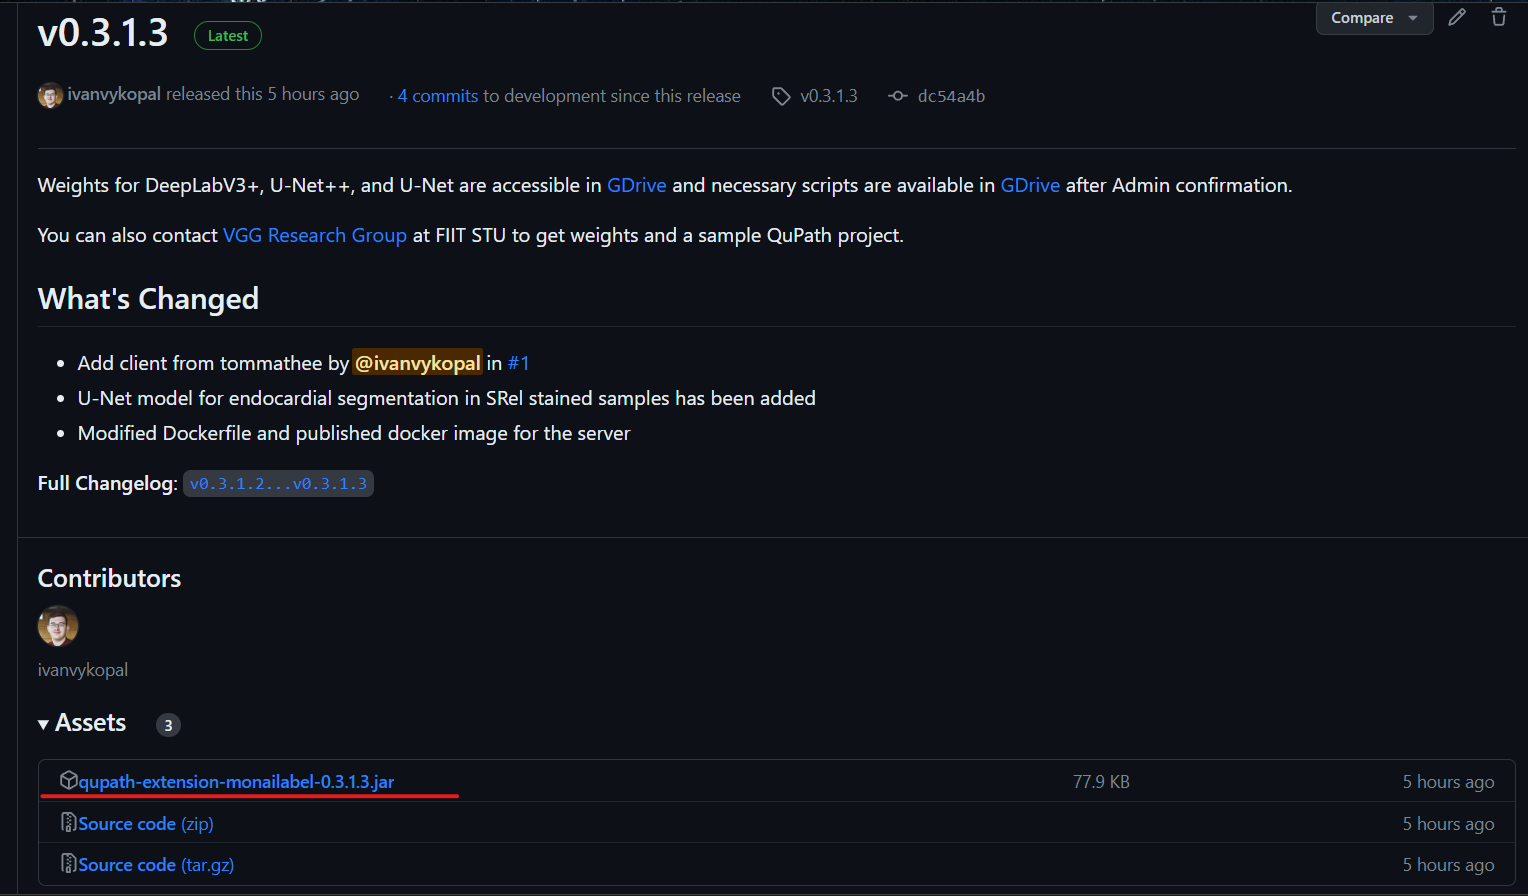 v0.3.1.3 Latest Compare
ivanvykopal released this 5 hours ago · 4 commits to development since this release v0.3.1.3 dc54a4b
Weights for DeepLabV3+, U-Net++, and U-Net are accessible in GDrive and necessary scripts are available in GDrive after Admin confirmation.
You can also contact VGG Research Group at FIIT STU to get weights and a sample QuPath project.
What's Changed
• Add client from tommathee by @ivanvykopal in #1
• U-Net model for endocardial segmentation in SRel stained samples has been added
• Modified Dockerfile and published docker image for the server
Full Changelog: v0.3.1.2...v0.3.1.3
Contributors
ivanvykopal
Assets 3
qupath-extension-monailabel-0.3.1.3.jar 77.9 KB 5 hours ago
Source code (zip) 5 hours ago
Source code (tar.gz) 5 hours ago